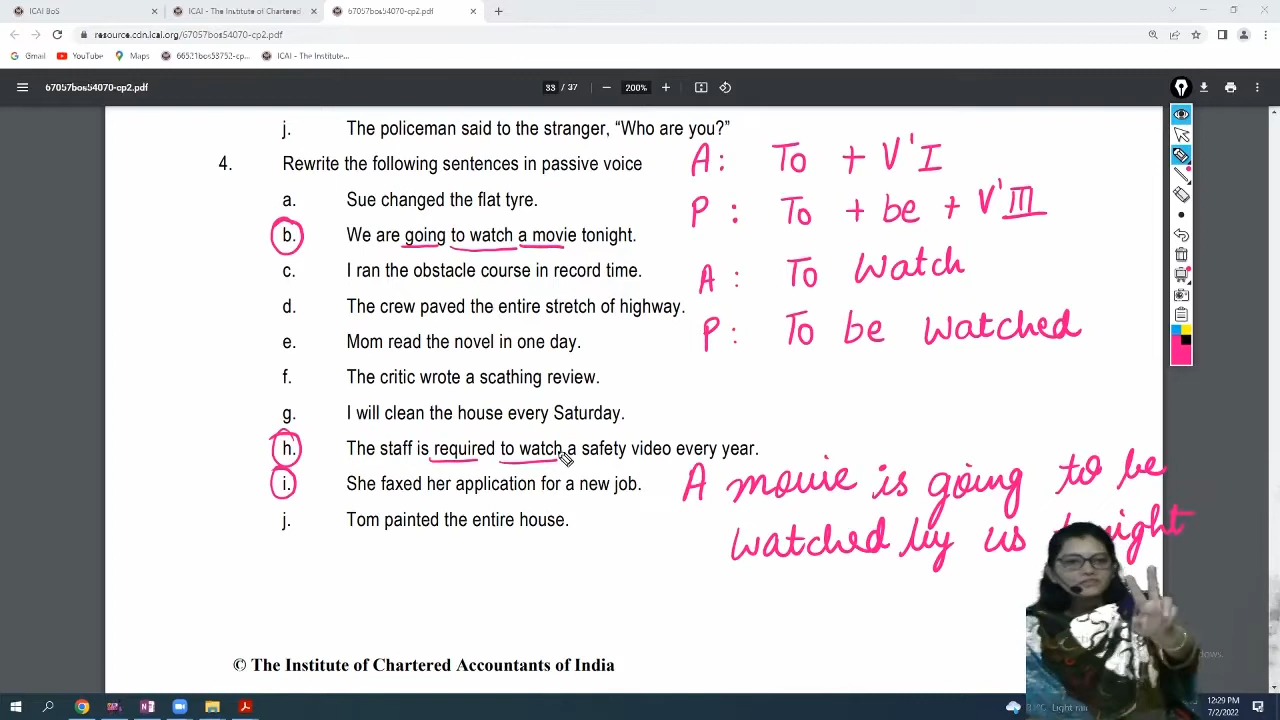 ICAI BoS
ICAI - The Institute of Chartered
67057bos54070-cp2.pdf
resource.cdn.icai.org/67057bos54070-cp2.pdf
Gmail YouTube Maps 66521bos53752-cp... ICAI - The Institute...
67057bos54070-cp2.pdf 33 / 37 200%
j. The policeman said to the stranger, “Who are you?”
4. Rewrite the following sentences in passive voice
a. Sue changed the flat tyre.
b. We are going to watch a movie tonight.
c. I ran the obstacle course in record time.
d. The crew paved the entire stretch of highway.
e. Mom read the novel in one day.
f. The critic wrote a scathing review.
g. I will clean the house every Saturday.
h. The staff is required to watch a safety video every year.
i. She faxed her application for a new job.
j. Tom painted the entire house.
A: To + V'I
P: To + be + V'III
A: To Watch
P: To be watched
A movie is going to be
watched by us
© The Institute of Chartered Accountants of India
Light rain
12:29 PM
7/2/2022